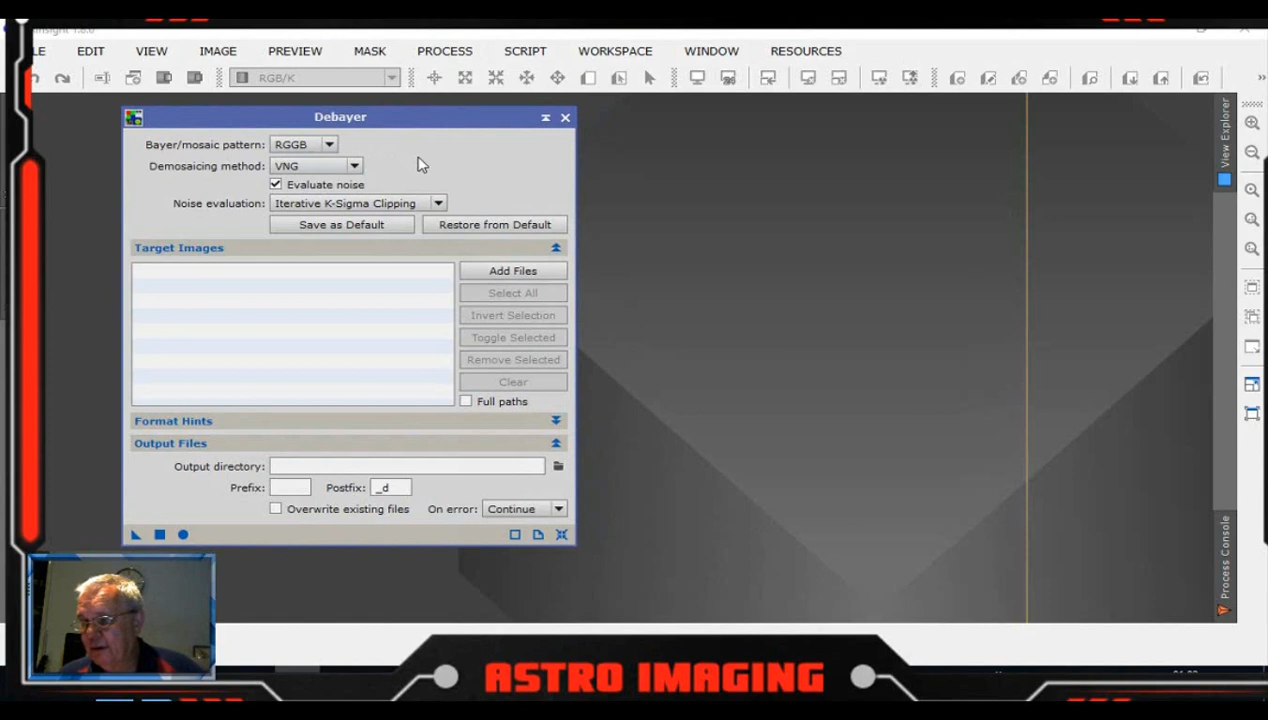 EDIT VIEW IMAGE PREVIEW MASK PROCESS SCRIPT WORKSPACE WINDOW RESOURCES
RGB/K
Debayer
Bayer/mosaic pattern: RGGB
Demosaicing method: VNG
Evaluate noise
Noise evaluation: Iterative K-Sigma Clipping
Save as Default Restore from Default
Target Images
Add Files
Select All
Invert Selection
Toggle Selected
Remove Selected
Clear
Full paths
Format Hints
Output Files
Output directory:
Prefix: Postfix: _d
Overwrite existing files On error: Continue
View Explorer
Process Console
ASTRO IMAGING